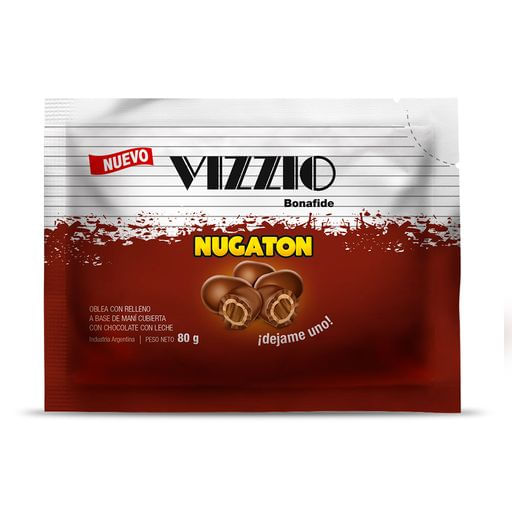 NUEVO
VIZZIO
Bonafide
NUGATON
OBLEA CON RELLENO
A BASE DE MANÍ CUBIERTA
CON CHOCOLATE CON LECHE
Industria Argentina | PESO NETO 80 g
¡dejame uno!